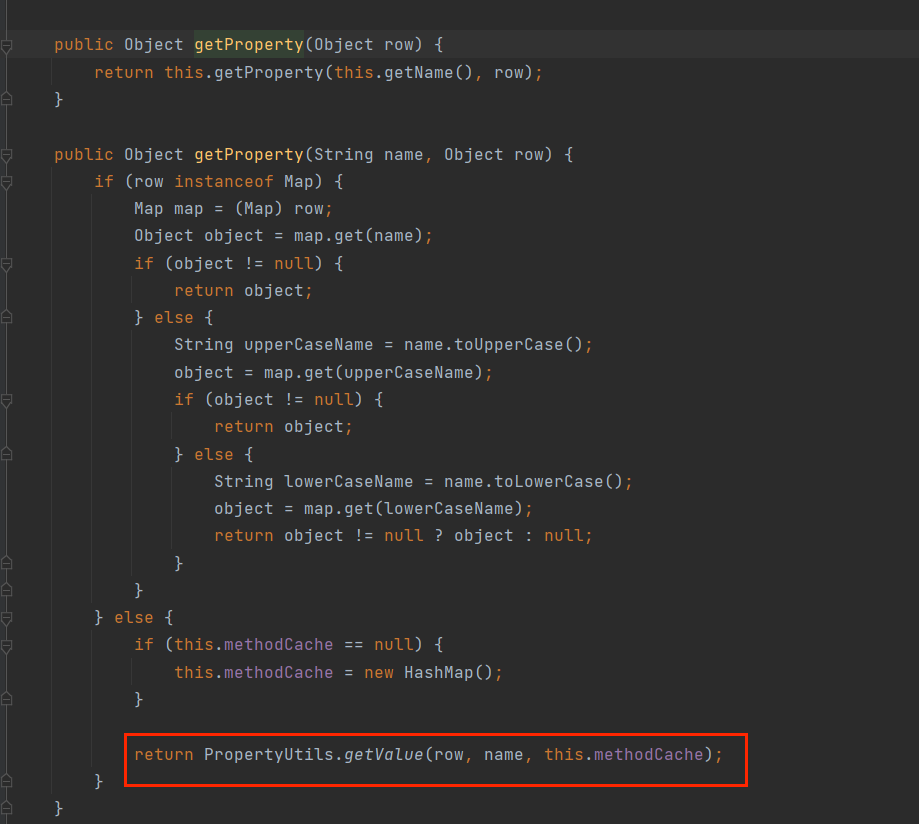 public Object getProperty(Object row) {
return this.getProperty(this.getName(), row);
}
public Object getProperty(String name, Object row) {
if (row instanceof Map) {
Map map = (Map) row;
Object object = map.get(name);
if (object != null) {
return object;
} else {
String upperCaseName = name.toUpperCase();
object = map.get(upperCaseName);
if (object != null) {
return object;
} else {
String lowerCaseName = name.toLowerCase();
object = map.get(lowerCaseName);
return object != null ? object : null;
}
}
} else {
if (this.methodCache == null) {
this.methodCache = new HashMap();
}
return PropertyUtils.getValue(row, name, this.methodCache);
}
}